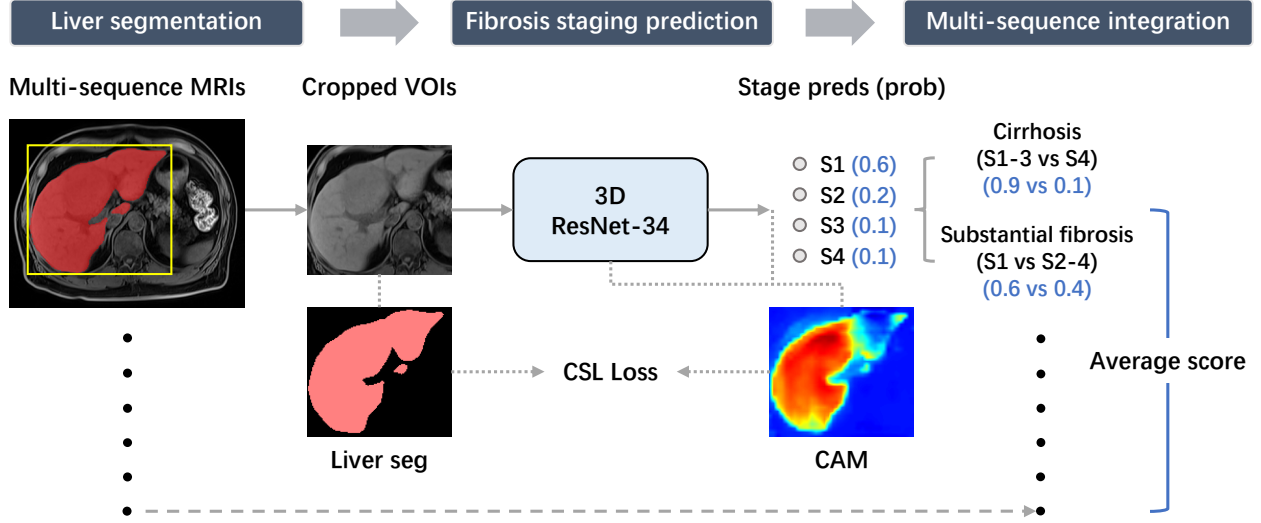 Liver segmentation
Fibrosis staging prediction
Multi-sequence integration
Multi-sequence MRIs
Cropped VOIs
Stage preds (prob)
3D
ResNet-34
S1 (0.6)
S2 (0.2)
S3 (0.1)
S4 (0.1)
Cirrhosis
(S1-3 vs S4)
(0.9 vs 0.1)
Substantial fibrosis
(S1 vs S2-4)
(0.6 vs 0.4)
CSL Loss
Average score
Liver seg
CAM